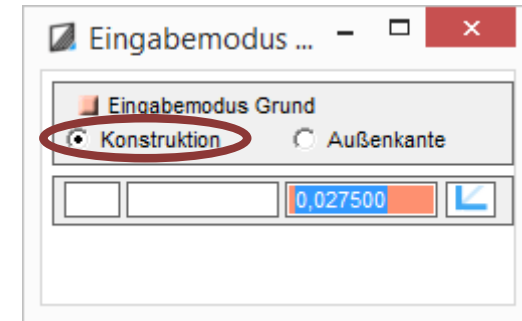 Eingabemodus ...
Eingabemodus Grund
Konstruktion Außenkante
0,027500